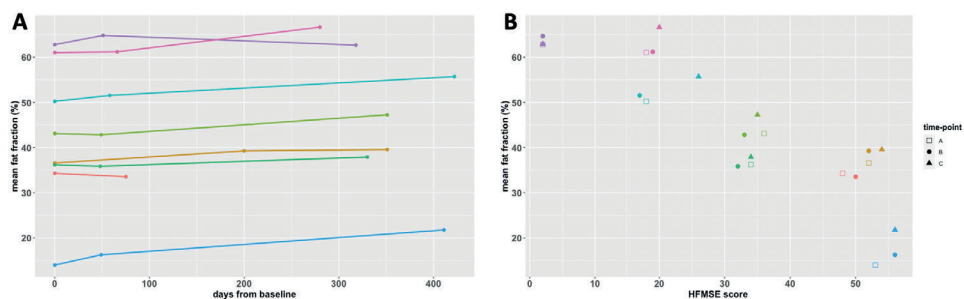 A
mean fat fraction (%)
60
50
40
30
20
0
100
200
300
400
days from baseline
B
mean fat fraction (%)
60
50
40
30
20
0
10
20
30
40
50
HFMSE score
time-point
A
B
C